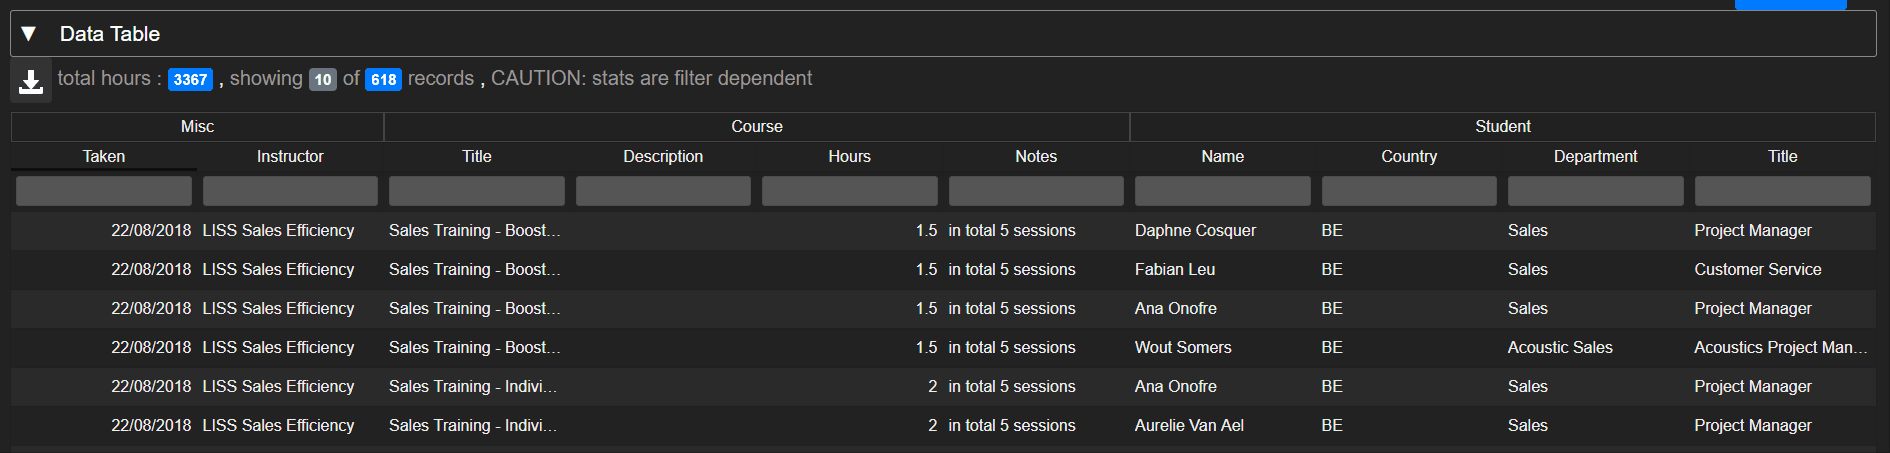 ▼ Data Table
total hours : 3367 , showing 10 of 618 records , CAUTION: stats are filter dependent
Misc Course Student
Taken Instructor Title Description Hours Notes Name Country Department Title
22/08/2018 LISS Sales Efficiency Sales Training - Boost... 1.5 in total 5 sessions Daphne Cosquer BE Sales Project Manager
22/08/2018 LISS Sales Efficiency Sales Training - Boost... 1.5 in total 5 sessions Fabian Leu BE Sales Customer Service
22/08/2018 LISS Sales Efficiency Sales Training - Boost... 1.5 in total 5 sessions Ana Onofre BE Sales Project Manager
22/08/2018 LISS Sales Efficiency Sales Training - Boost... 1.5 in total 5 sessions Wout Somers BE Acoustic Sales Acoustics Project Man...
22/08/2018 LISS Sales Efficiency Sales Training - Indivi... 2 in total 5 sessions Ana Onofre BE Sales Project Manager
22/08/2018 LISS Sales Efficiency Sales Training - Indivi... 2 in total 5 sessions Aurelie Van Ael BE Sales Project Manager